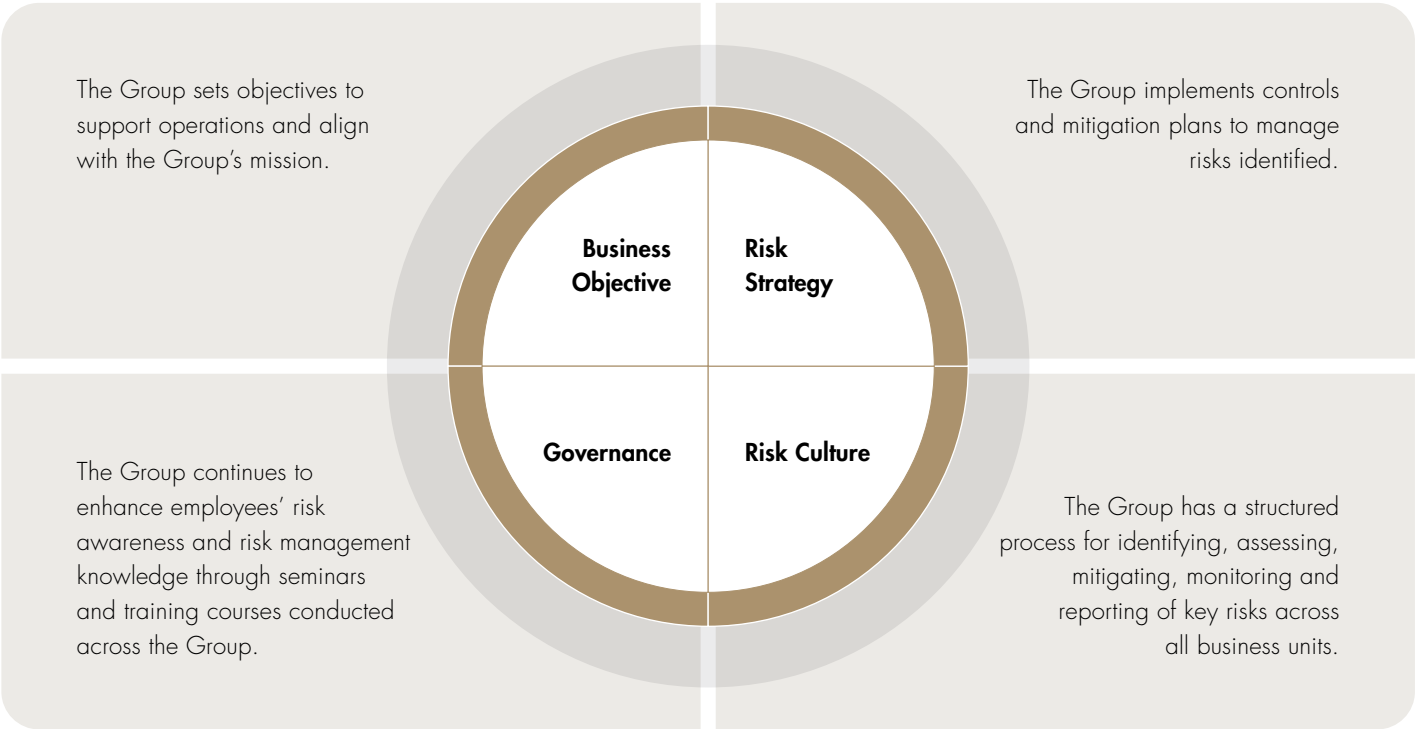 The Group sets objectives to
support operations and align
with the Group’s mission.
The Group implements controls
and mitigation plans to manage
risks identified.
Business
Objective
Risk
Strategy
Governance
Risk Culture
The Group continues to
enhance employees’ risk
awareness and risk management
knowledge through seminars
and training courses conducted
across the Group.
The Group has a structured
process for identifying, assessing,
mitigating, monitoring and
reporting of key risks across
all business units.